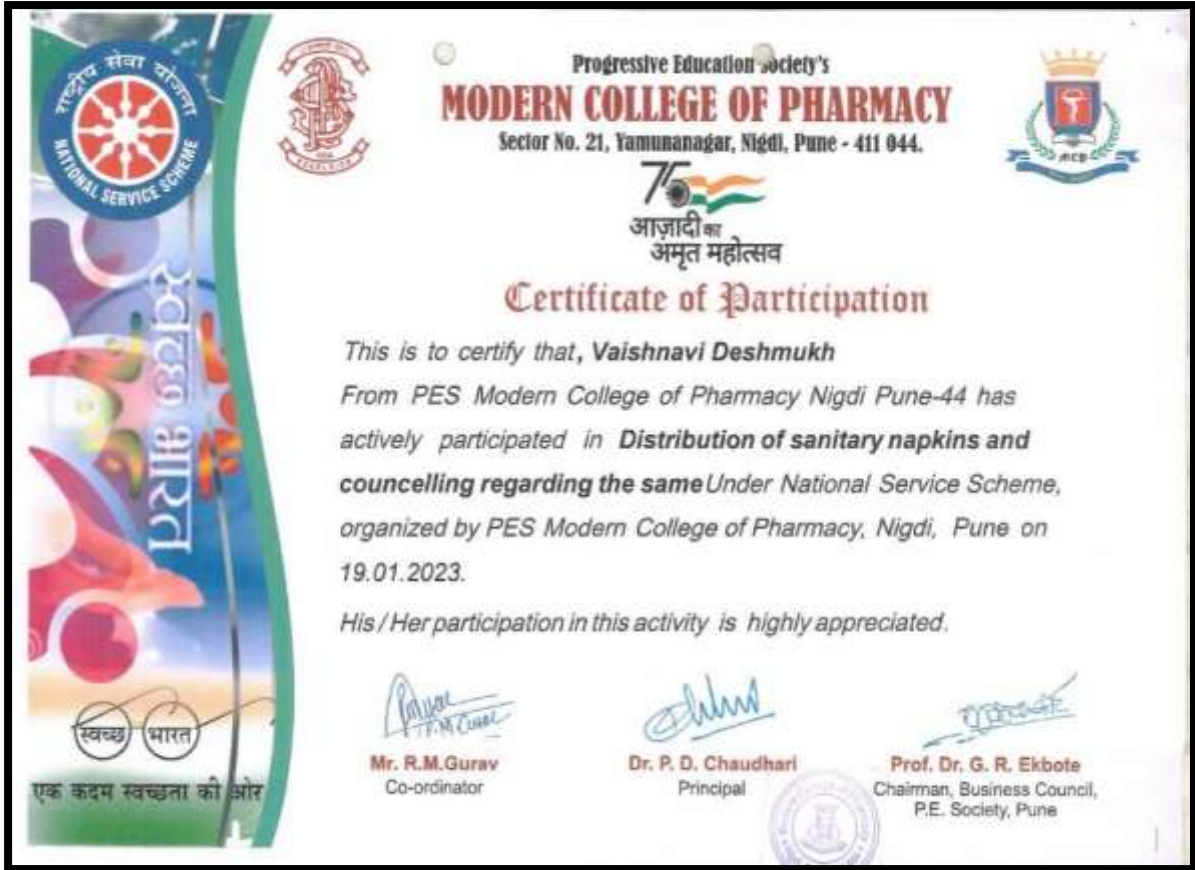 राष्ट्रीय सेवा योजना
NATIONAL SERVICE SCHEME
Progressive Education Society's
MODERN COLLEGE OF PHARMACY
Sector No. 21, Yamunanagar, Nigdi, Pune - 411 044.
75
आज़ादी का
अमृत महोत्सव
MCP
Certificate of Participation
This is to certify that, Vaishnavi Deshmukh
From PES Modern College of Pharmacy Nigdi Pune-44 has
actively participated in Distribution of sanitary napkins and
councelling regarding the same Under National Service Scheme,
organized by PES Modern College of Pharmacy, Nigdi, Pune on
19.01.2023.
His / Her participation in this activity is highly appreciated.
स्वच्छ भारत
स्वच्छ भारत
एक कदम स्वच्छता की ओर
Mr. R.M.Gurav
Co-ordinator
Dr. P. D. Chaudhari
Principal
Prof. Dr. G. R. Ekbote
Chairman, Business Council,
P.E. Society, Pune